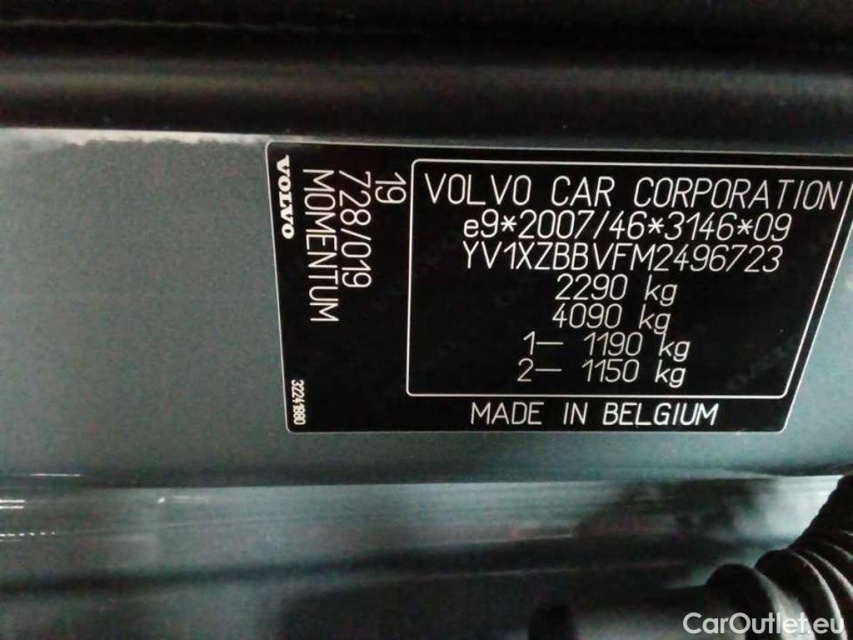 VOLVO
19
728/019
MOMENTUM
32241880
VOLVO CAR CORPORATION
e9*2007/46*3146*09
YV1XZBBVFM2496723
2290 kg
4090 kg
1— 1190 kg
2— 1150 kg
MADE IN BELGIUM
CarOutlet.eu